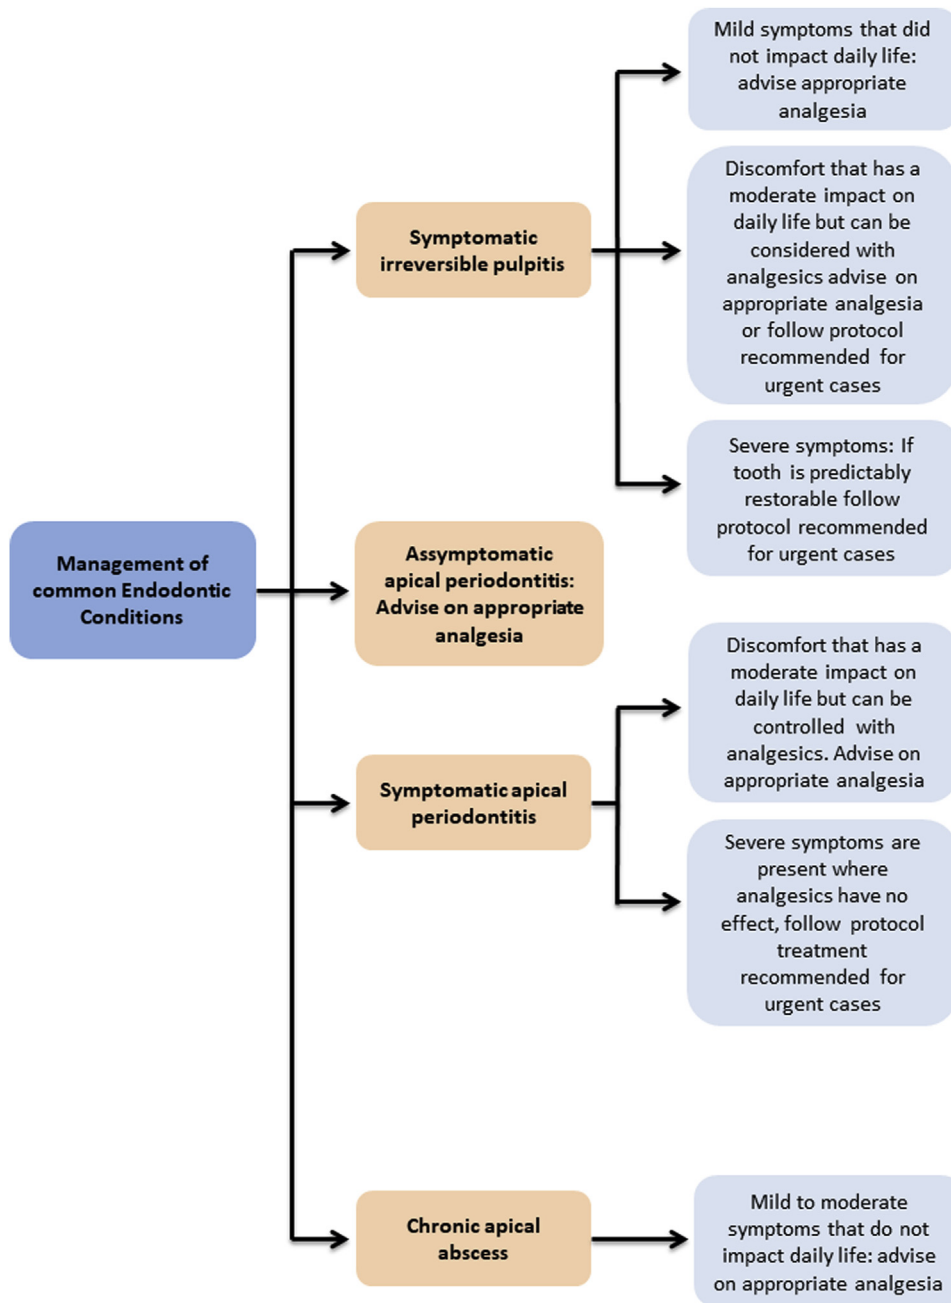 Mild symptoms that did
not impact daily life:
advise appropriate
analgesia
Symptomatic
irreversible pulpitis
Discomfort that has a
moderate impact on
daily life but can be
considered with
analgesics advise on
appropriate analgesia
or follow protocol
recommended for
urgent cases
Severe symptoms: If
tooth is predictably
restorable follow
protocol recommended
for urgent cases
Management of
common Endodontic
Conditions
Assymptomatic
apical periodontitis:
Advise on appropriate
analgesia
Discomfort that has a
moderate impact on
daily life but can be
controlled with
analgesics. Advise on
appropriate analgesia
Symptomatic apical
periodontitis
Severe symptoms are
present where
analgesics have no
effect, follow protocol
treatment
recommended for
urgent cases
Chronic apical
abscess
Mild to moderate
symptoms that do not
impact daily life: advise
on appropriate analgesia